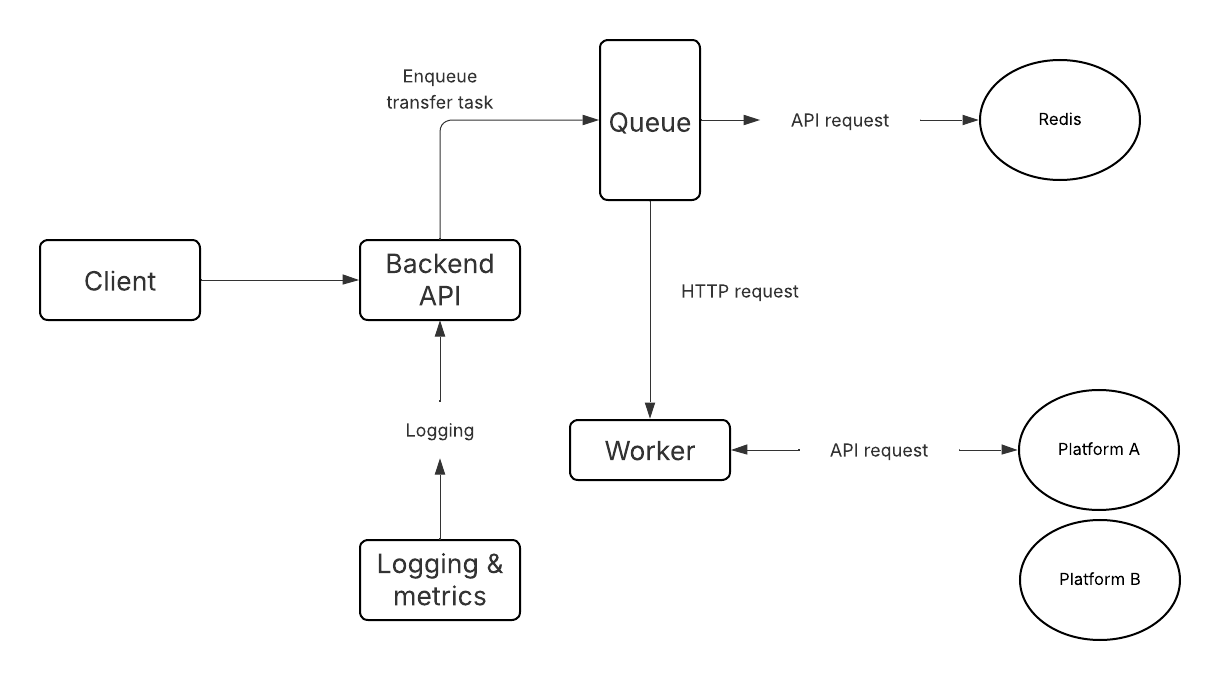 Enqueue
transfer task
Queue
API request
Redis
Client
Backend
API
HTTP request
Logging
Worker
API request
Platform A
Logging &
metrics
Platform B